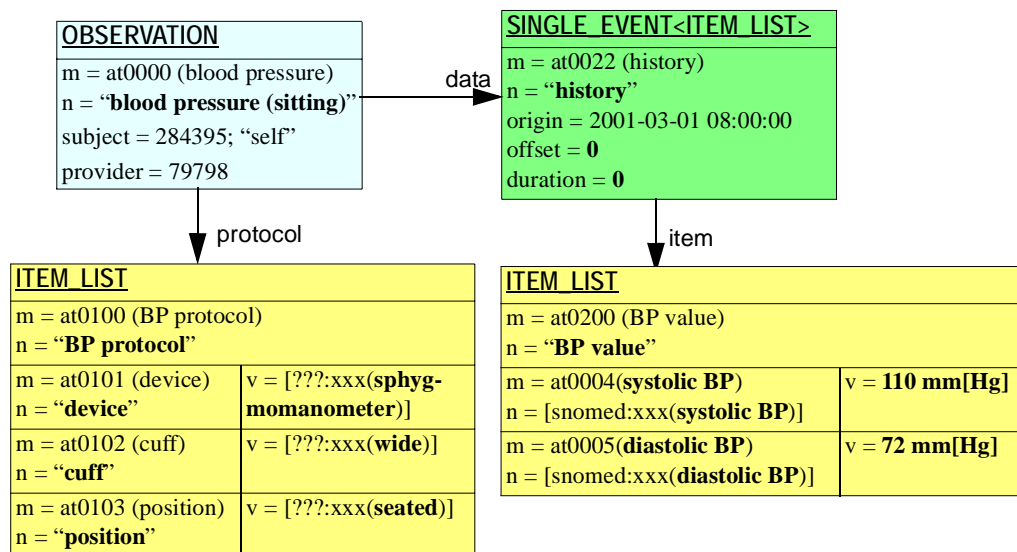 OBSERVATION
m = at0000 (blood pressure)
n = “blood pressure (sitting)”
subject = 284395; “self”
provider = 79798
data
SINGLE_EVENT<ITEM_LIST>
m = at0022 (history)
n = “history”
origin = 2001-03-01 08:00:00
offset = 0
duration = 0
protocol
item
ITEM_LIST
m = at0100 (BP protocol)
n = “BP protocol”
m = at0101 (device)
n = “device”
v = [???:xxx(sphyg-
momanometer)]
m = at0102 (cuff)
n = “cuff”
v = [???:xxx(wide)]
m = at0103 (position)
n = “position”
v = [???:xxx(seated)]
ITEM_LIST
m = at0200 (BP value)
n = “BP value”
m = at0004(systolic BP)
n = [snomed:xxx(systolic BP)]
v = 110 mm[Hg]
m = at0005(diastolic BP)
n = [snomed:xxx(diastolic BP)]
v = 72 mm[Hg]